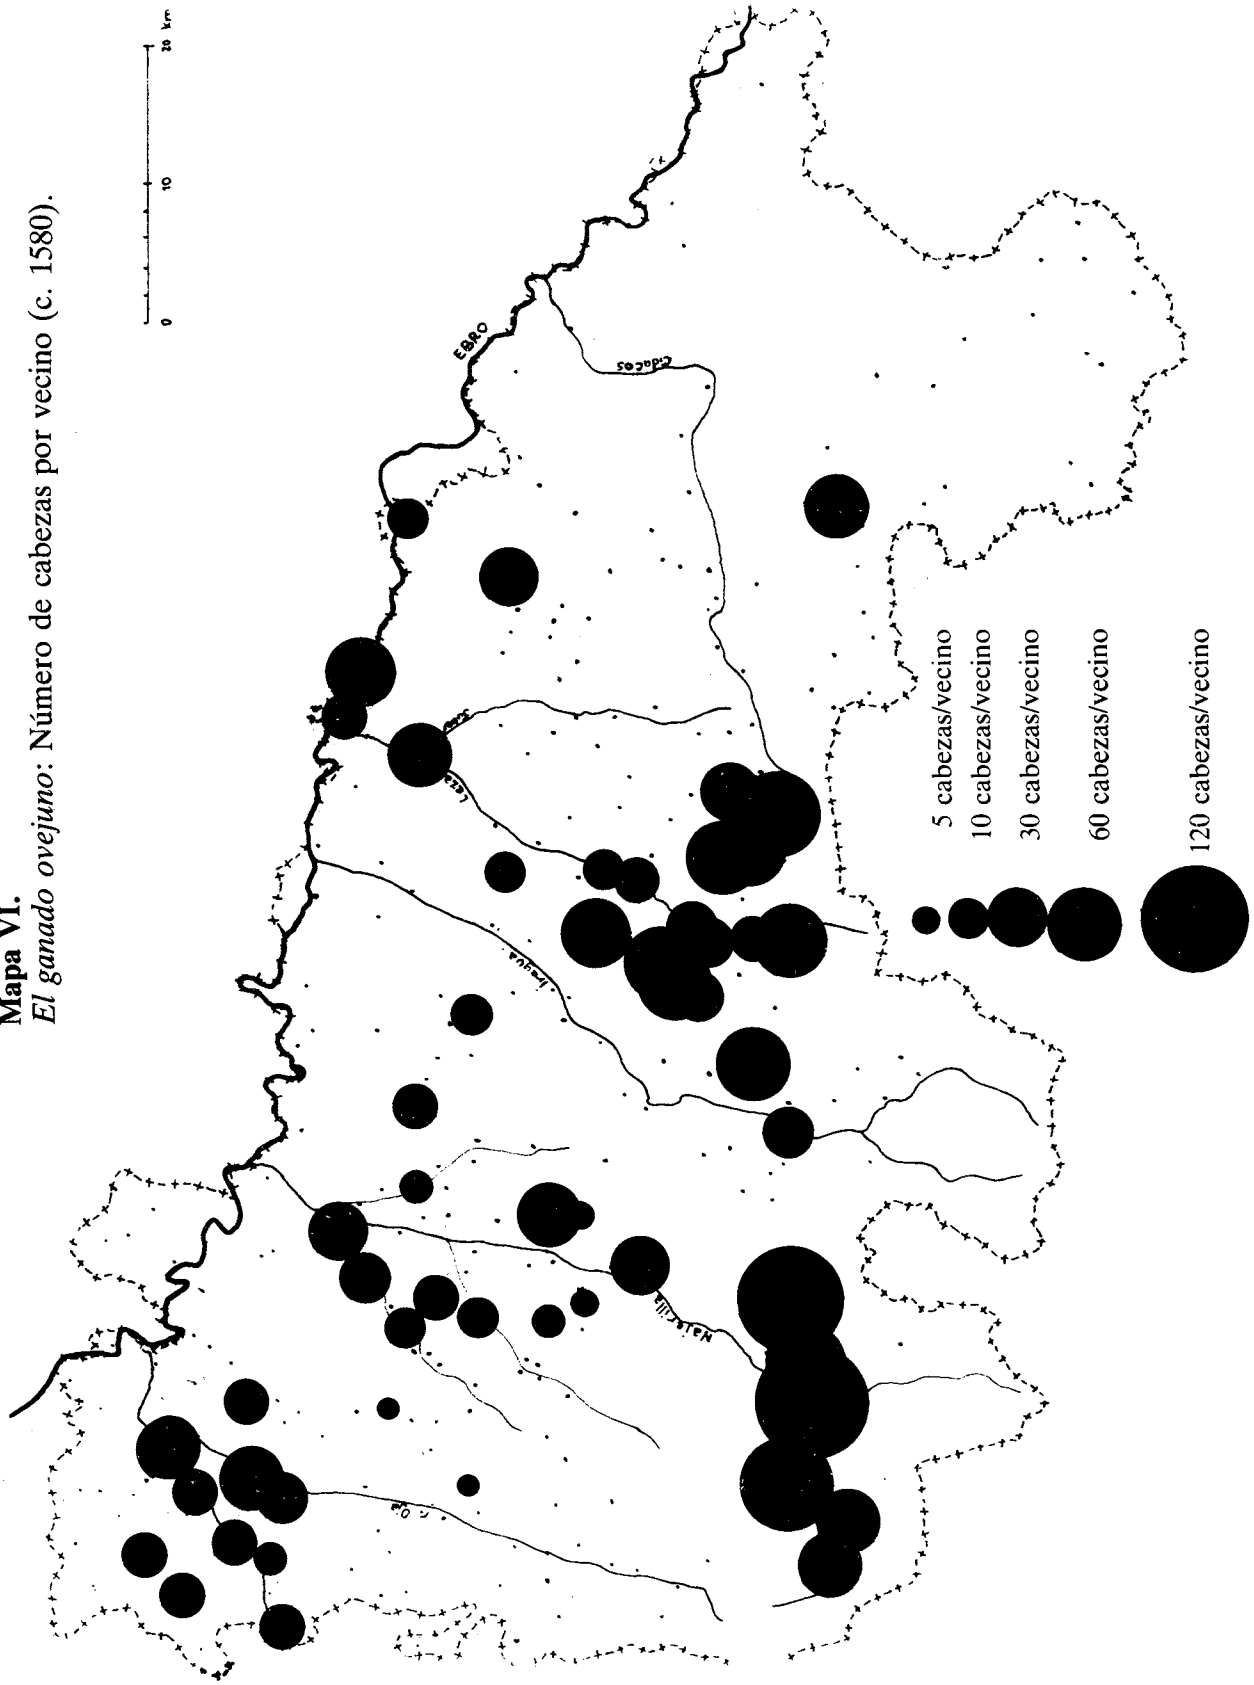 Mapa VI.
El ganado ovejuno: Número de cabezas por vecino (c. 1580).
0 10 20 km
EBRO
Cidacos
Leza
Iregua
Najerilla
r. Oja
5 cabezas/vecino
10 cabezas/vecino
30 cabezas/vecino
60 cabezas/vecino
120 cabezas/vecino